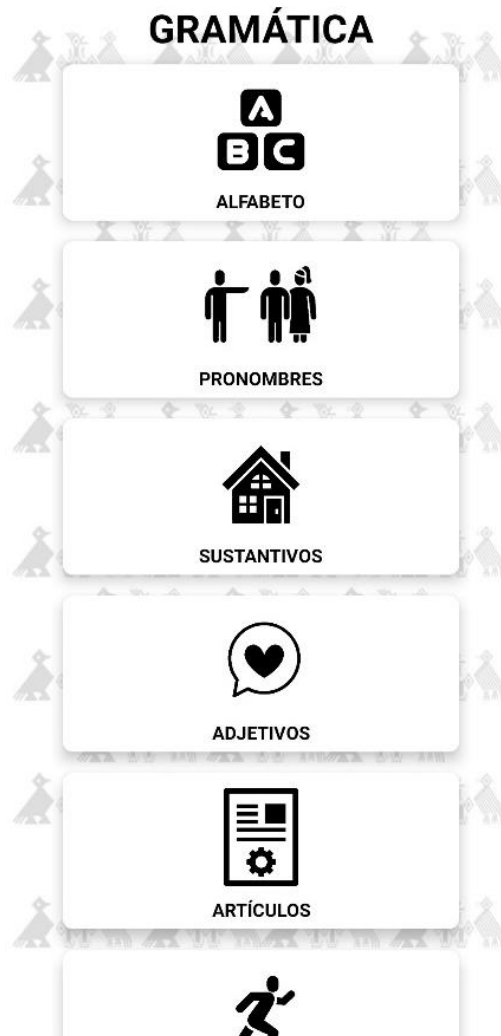 GRAMÁTICA
A
B C
ALFABETO
PRONOMBRES
SUSTANTIVOS
ADJETIVOS
ARTÍCULOS